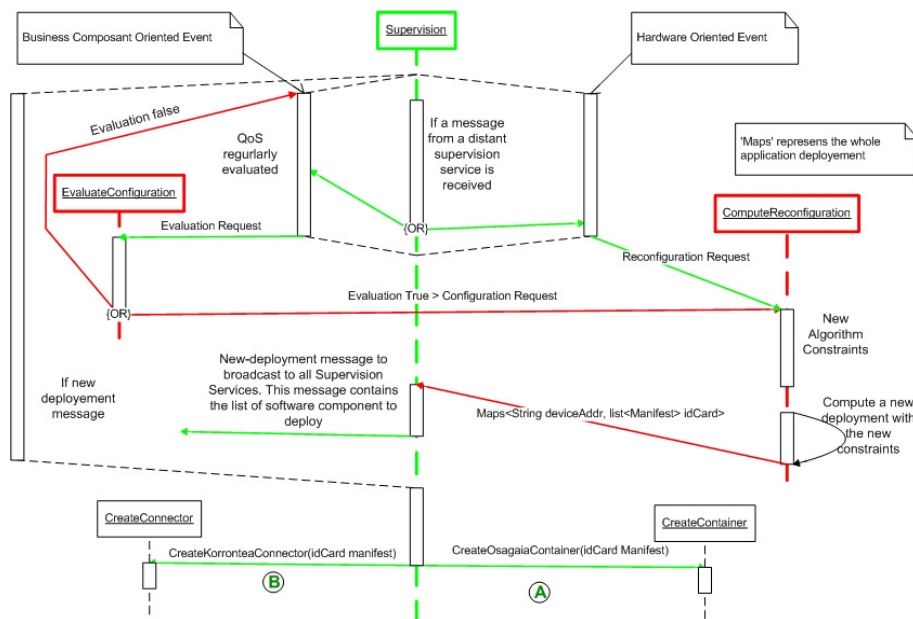 Business Composant Oriented Event
Supervision
Hardware Oriented Event
Evaluation false
QoS
regurlarly
evaluated
If a message
from a distant
supervision
service is
received
'Maps' represens the whole
application deployement
EvaluateConfiguration
ComputeReconfiguration
{OR}
Evaluation Request
Reconfiguration Request
Evaluation True > Configuration Request
{OR}
New
Algorithm
Constraints
New-deployment message to
broadcast to all Supervision
Services. This message contains
the list of software component to
deploy
If new
deployement
message
Maps<String deviceAddr, list<Manifest> idCard>
Compute a new
deployment with
the new
constraints
CreateConnector
CreateContainer
CreateKorronteaConnector(idCard manifest)
CreateOsagaiaContainer(idCard Manifest)
B
A